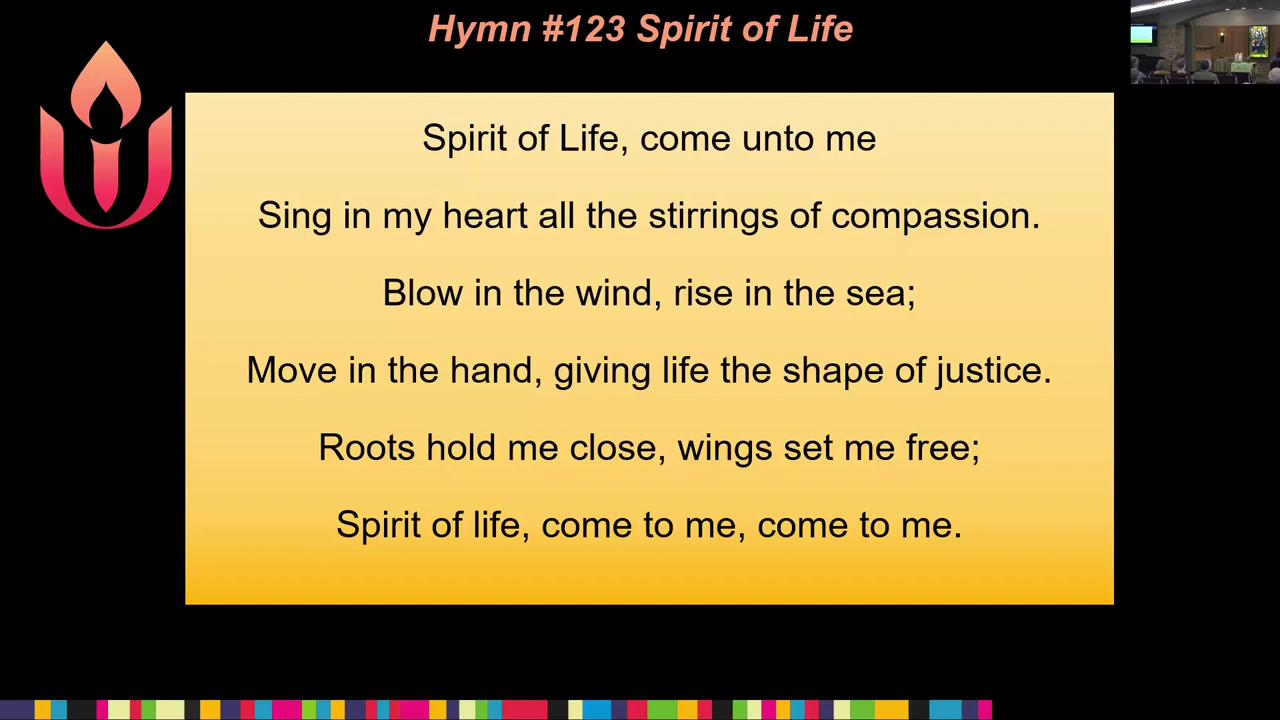 Hymn #123 Spirit of Life
Spirit of Life, come unto me
Sing in my heart all the stirrings of compassion.
Blow in the wind, rise in the sea;
Move in the hand, giving life the shape of justice.
Roots hold me close, wings set me free;
Spirit of life, come to me, come to me.